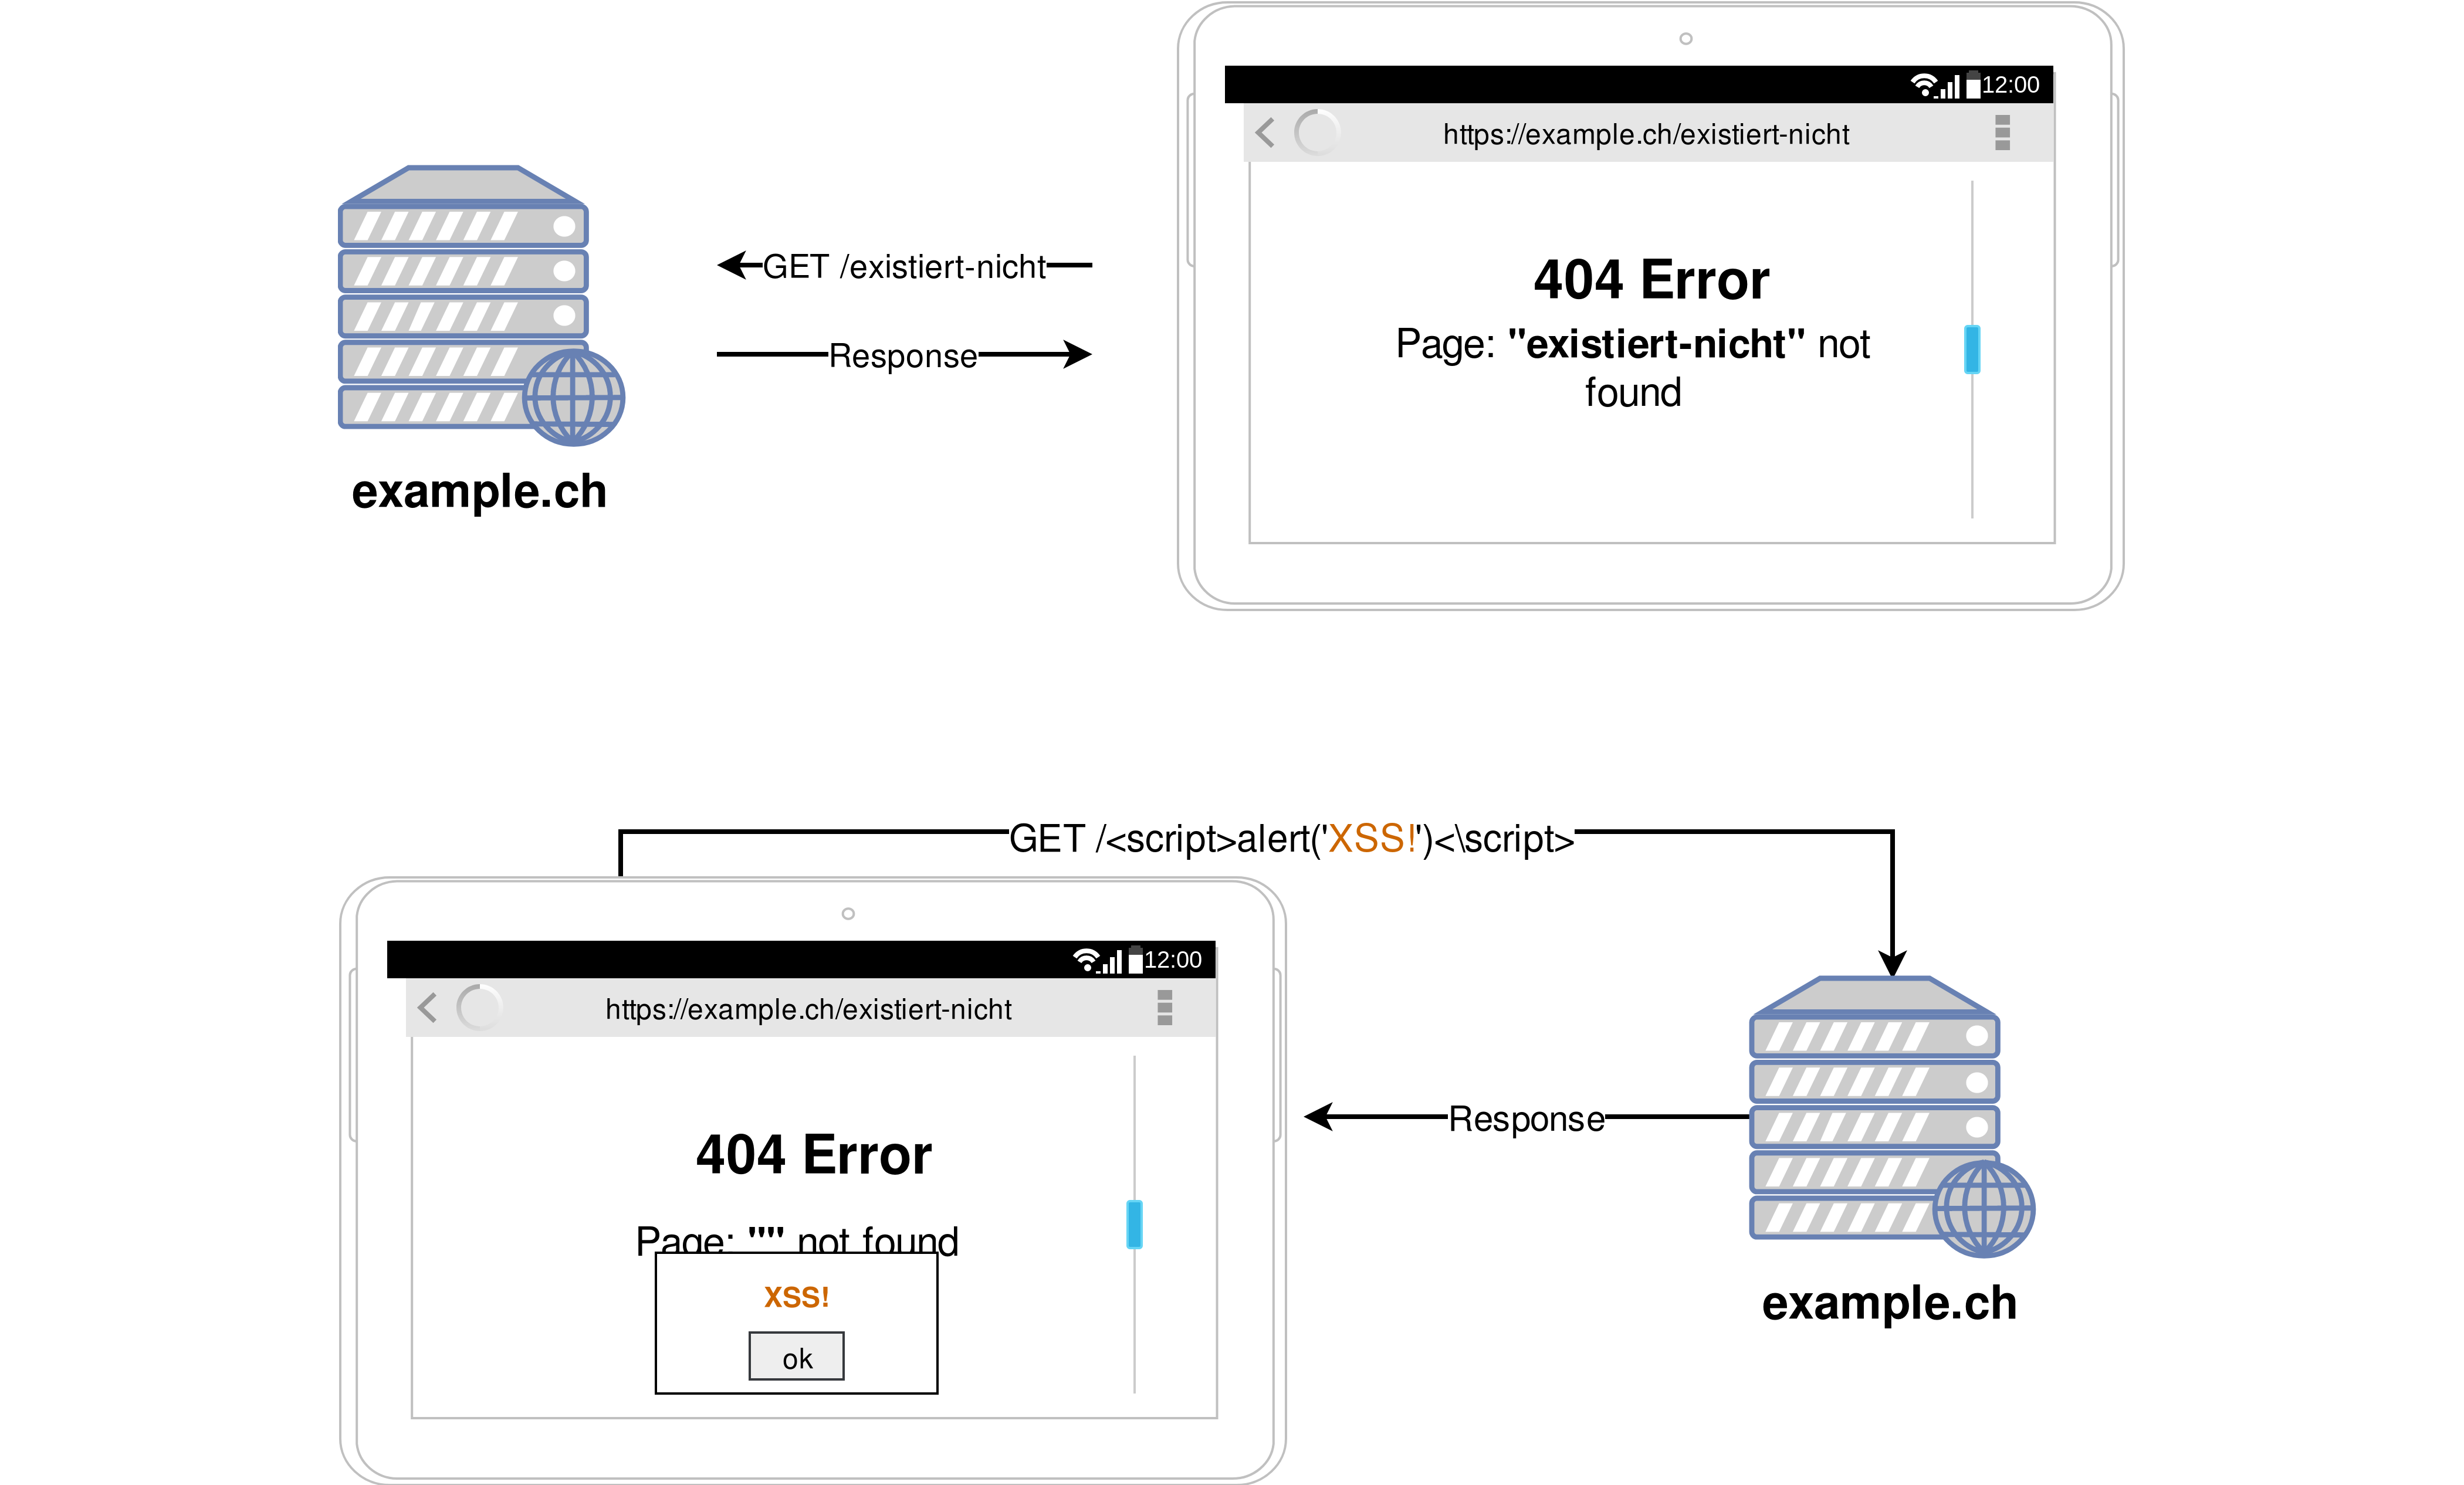 12:00
https://example.ch/existiert-nicht
GET /existiert-nicht
404 Error
Page: "existiert-nicht" not
found
Response
example.ch
GET /<script>alert('XSS!')<\script>
12:00
https://example.ch/existiert-nicht
404 Error
Response
Page: "" not found
XSS!
ok
example.ch